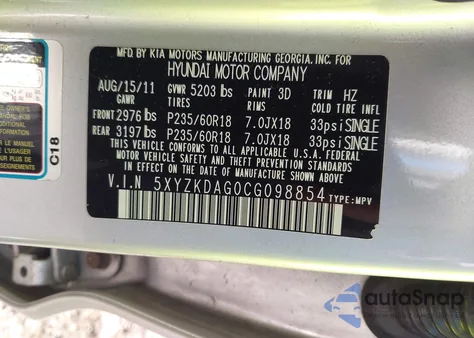 MFD. BY KIA MOTORS MANUFACTURING GEORGIA, INC. FOR
HYUNDAI MOTOR COMPANY
AUG/15/11 GVWR 5203 lbs PAINT 3D TRIM HZ
GAWR TIRES RIMS COLD TIRE INFL
FRONT 2976 lbs P235/60R18 7.0JX18 33psi SINGLE
REAR 3197 lbs P235/60R18 7.0JX18 33psi SINGLE
THIS VEHICLE CONFORMS TO ALL APPLICABLE U.S.A. FEDERAL
MOTOR VEHICLE SAFETY, BUMPER, AND THEFT PREVENTION
STANDARDS IN EFFECT ON THE DATE OF MANUFACTURE
SHOWN ABOVE.
V.I.N 5XYZKDAG0CG098854 TYPE: MPV
C18
autoSnap